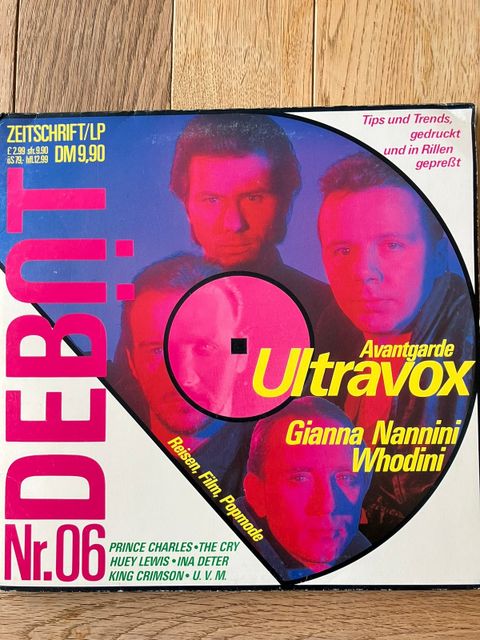 ZEITSCHRIFT/LP
£ 2.99 sfr. 9.90
öS 79,- hfl. 12.99
DM 9,90
Tips und Trends,
gedruckt
und in Rillen
gepreßt
DEBÜT
Avantgarde
Ultravox
Gianna Nannini
Whodini
Reisen, Film, Popmode
Nr.06
PRINCE CHARLES • THE CRY
HUEY LEWIS • INA DETER
KING CRIMSON • U. V. M.